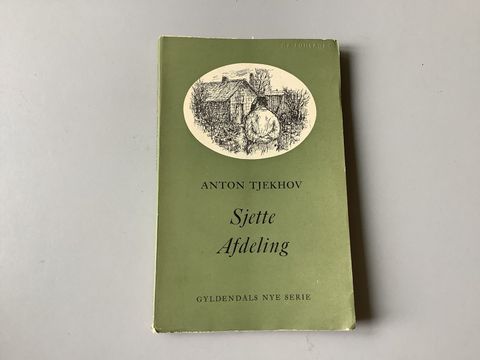 ANTON TJEKHOV
Sjette
Afdeling
GYLDENDALS NYE SERIE